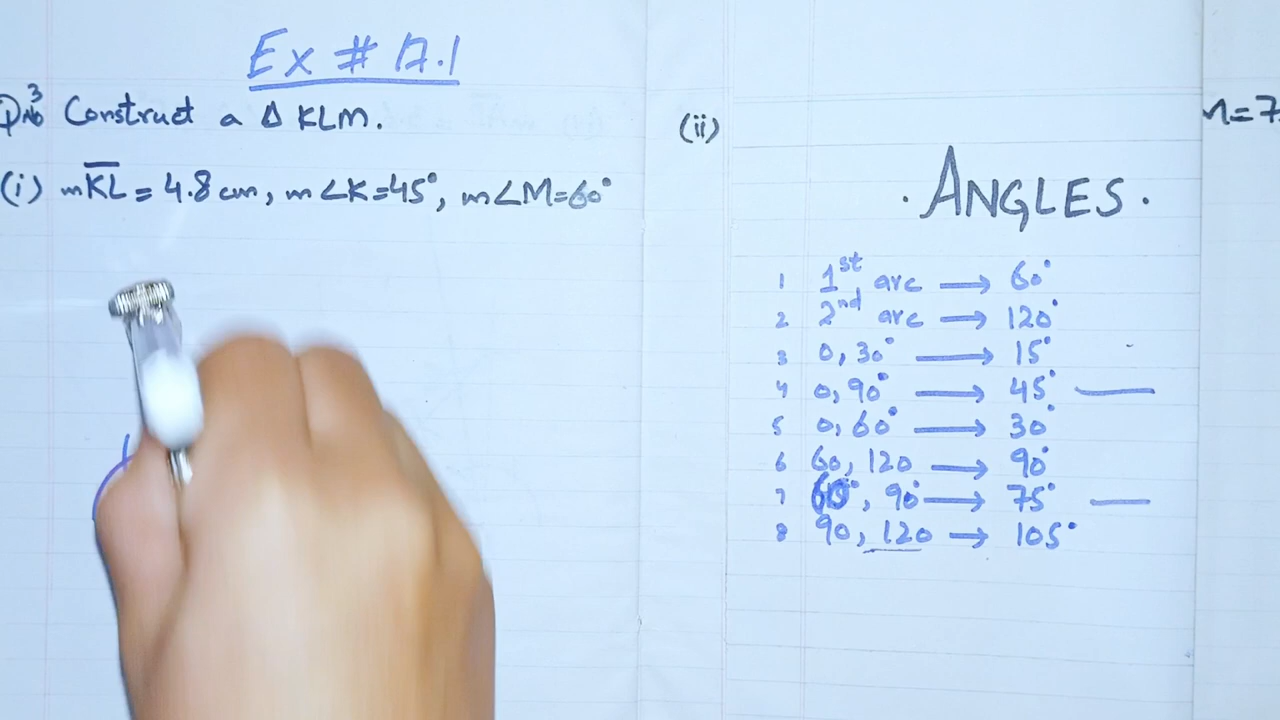 Ex # 17.1
QNo 3 Construct a Δ KLM.
(i) mKL = 4.8 cm, m∠K=45°, m∠M=60°
(ii)
. ANGLES .
1 1st arc → 60°
2 2nd arc → 120°
3 0, 30° → 15°
4 0, 90° → 45°
5 0, 60° → 30°
6 60, 120 → 90°
7 60°, 90° → 75°
8 90, 120 → 105°
=7.